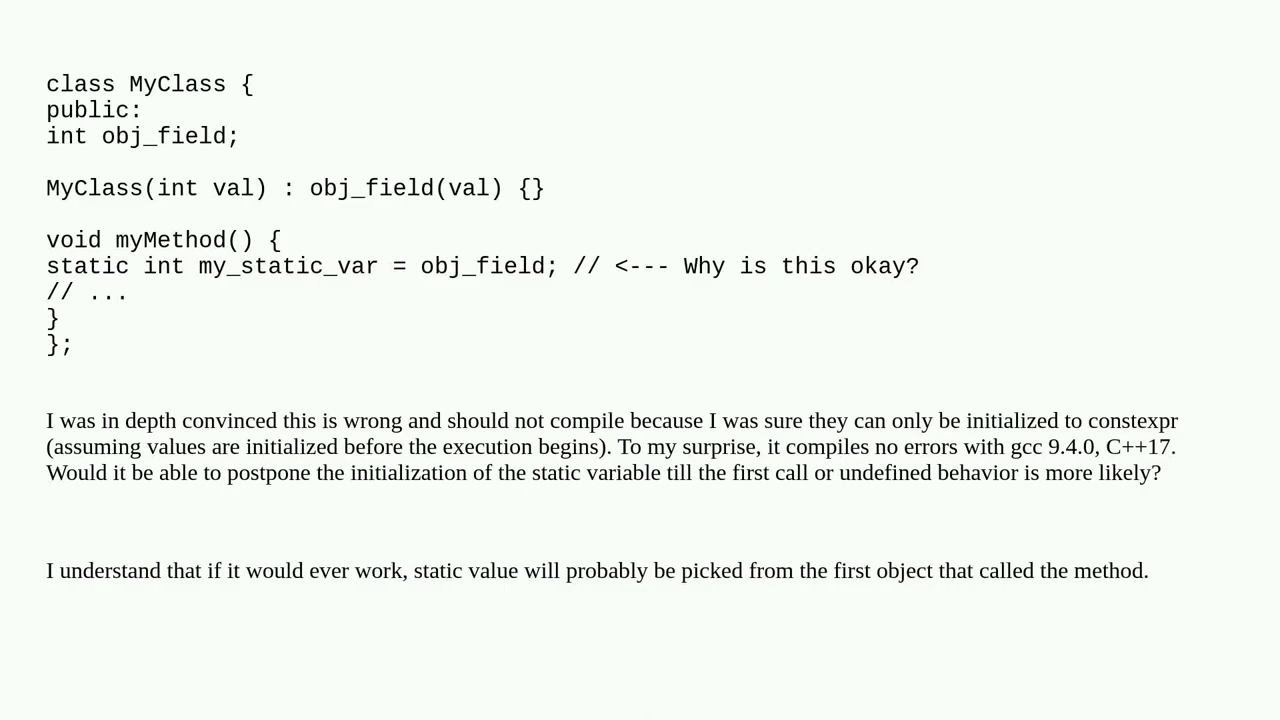 class MyClass {
public:
int obj_field;
MyClass(int val) : obj_field(val) {}
void myMethod() {
static int my_static_var = obj_field; // <--- Why is this okay?
// ...
}
};
I was in depth convinced this is wrong and should not compile because I was sure they can only be initialized to constexpr
(assuming values are initialized before the execution begins). To my surprise, it compiles no errors with gcc 9.4.0, C++17.
Would it be able to postpone the initialization of the static variable till the first call or undefined behavior is more likely?
I understand that if it would ever work, static value will probably be picked from the first object that called the method.